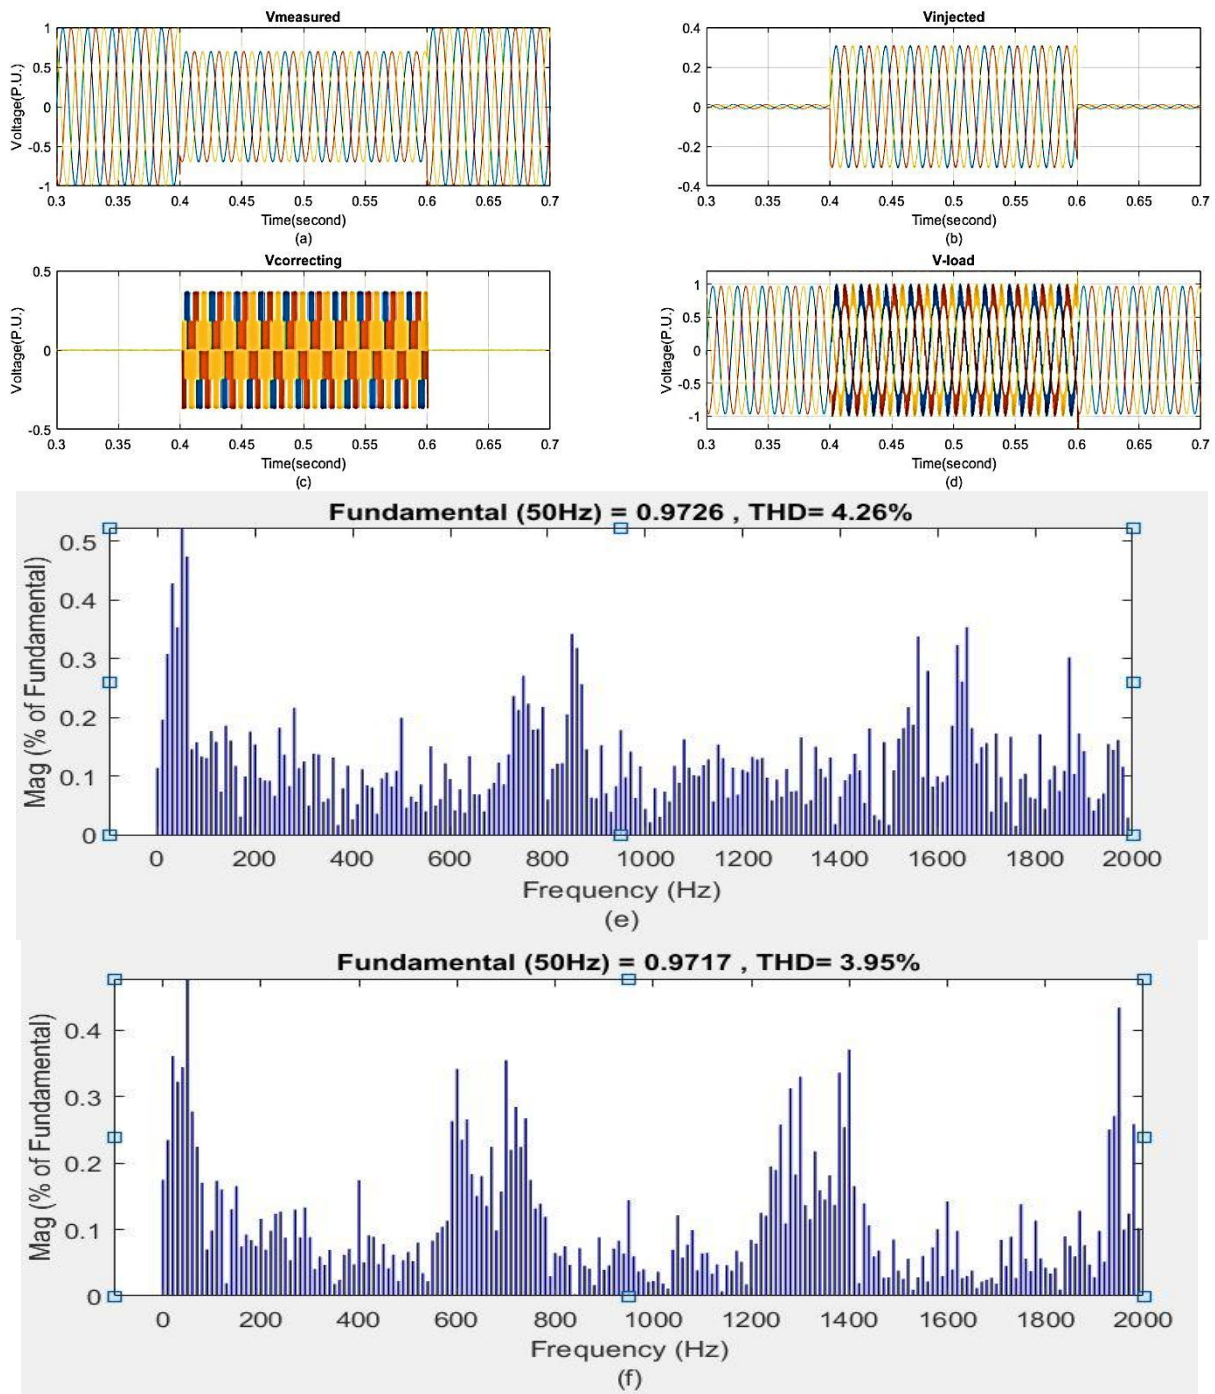 Vmeasured
Voltage(P.U.)
1
0.5
0
-0.5
-1
0.3 0.35 0.4 0.45 0.5 0.55 0.6 0.65 0.7
Time(second)
(a)
Vinjected
Voltage(P.U.)
0.4
0.2
0
-0.2
-0.4
0.3 0.35 0.4 0.45 0.5 0.55 0.6 0.65 0.7
Time(second)
(b)
Vcorrecting
Voltage(P.U.)
0.5
0
-0.5
0.3 0.35 0.4 0.45 0.5 0.55 0.6 0.65 0.7
Time(second)
(c)
V-load
Voltage(P.U.)
1
0.5
0
-0.5
-1
0.3 0.35 0.4 0.45 0.5 0.55 0.6 0.65 0.7
Time(second)
(d)
Fundamental (50Hz) = 0.9726 , THD= 4.26%
Mag (% of Fundamental)
0.5
0.4
0.3
0.2
0.1
0
0 200 400 600 800 1000 1200 1400 1600 1800 2000
Frequency (Hz)
(e)
Fundamental (50Hz) = 0.9717 , THD= 3.95%
Mag (% of Fundamental)
0.4
0.3
0.2
0.1
0
0 200 400 600 800 1000 1200 1400 1600 1800 2000
Frequency (Hz)
(f)